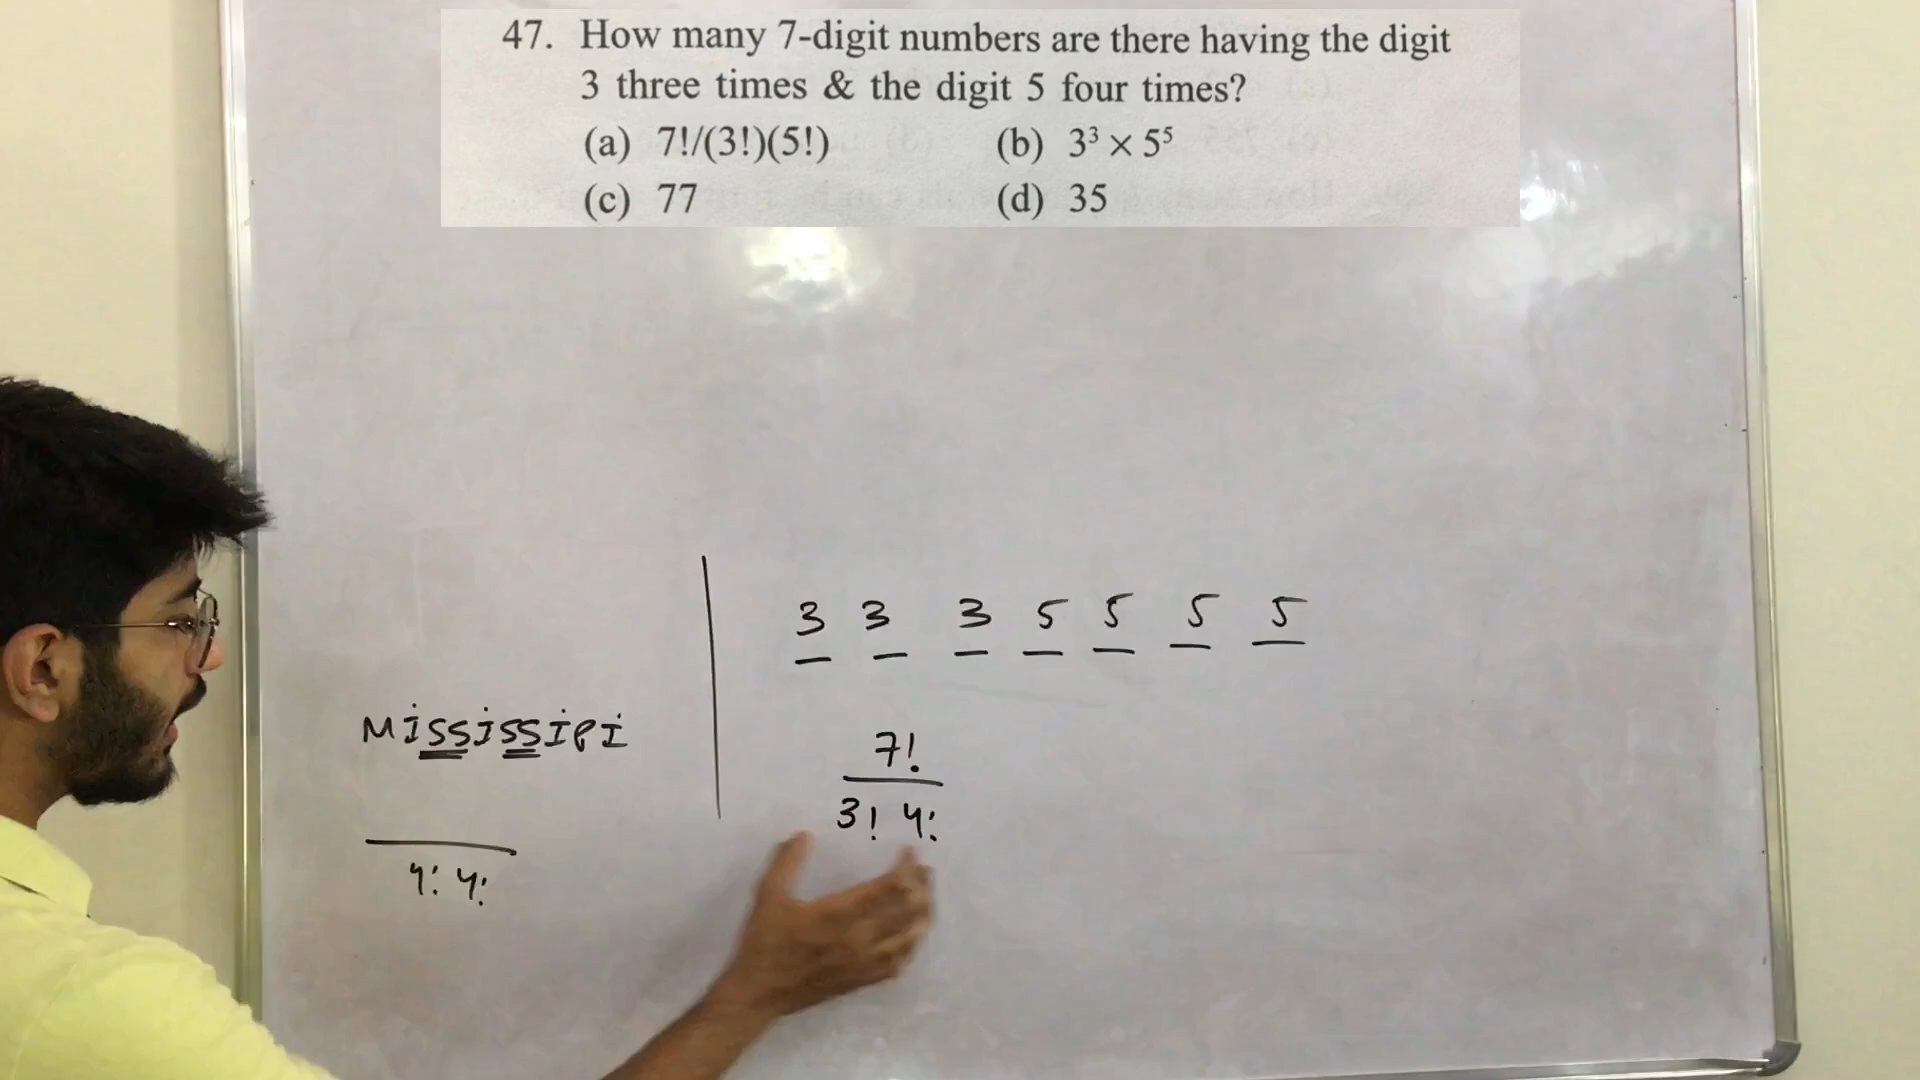 47. How many 7-digit numbers are there having the digit
3 three times & the digit 5 four times?
(a) 7!/(3!)(5!) (b) 3³ × 5⁵
(c) 77 (d) 35
3 3 3 5 5 5 5
Mississipi
4! 4!
7!
3! 4!